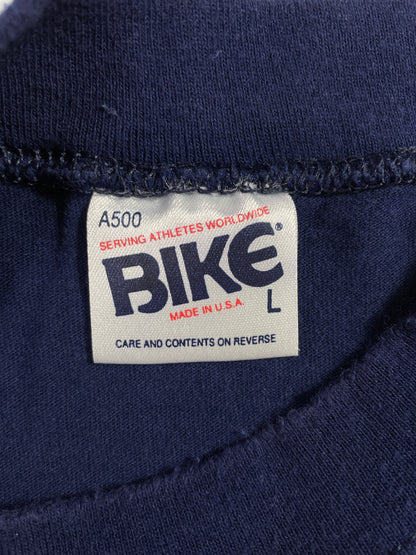 A500
SERVING ATHLETES WORLDWIDE
BIKE®
MADE IN U.S.A.
L
CARE AND CONTENTS ON REVERSE